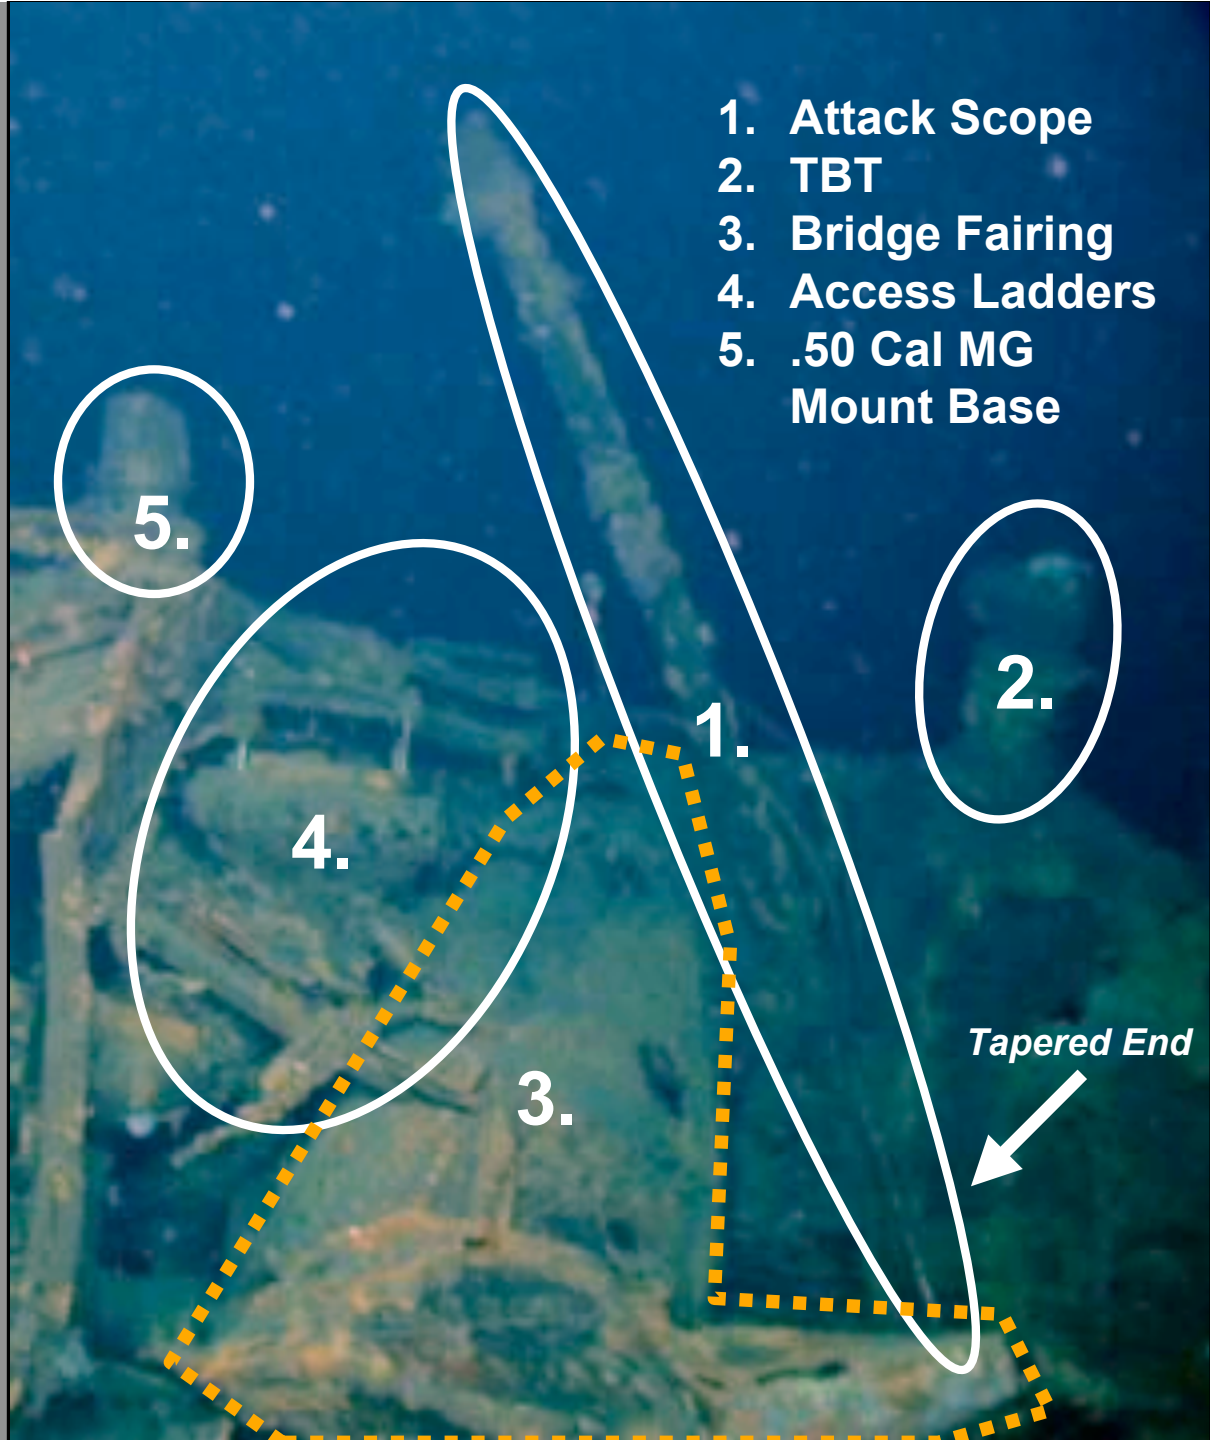 1. Attack Scope
2. TBT
3. Bridge Fairing
4. Access Ladders
5. .50 Cal MG
Mount Base
5.
2.
1.
4.
Tapered End
3.